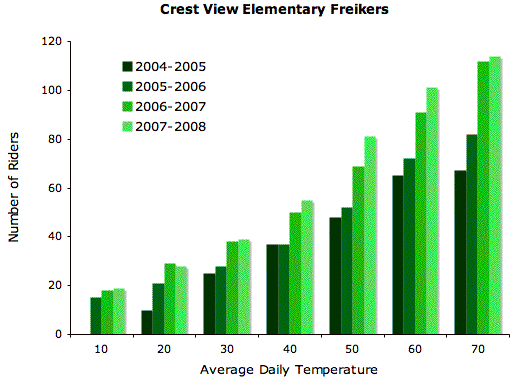 Crest View Elementary Freikers
Number of Riders
120
100
80
60
40
20
0
2004-2005
2005-2006
2006-2007
2007-2008
10 20 30 40 50 60 70
Average Daily Temperature